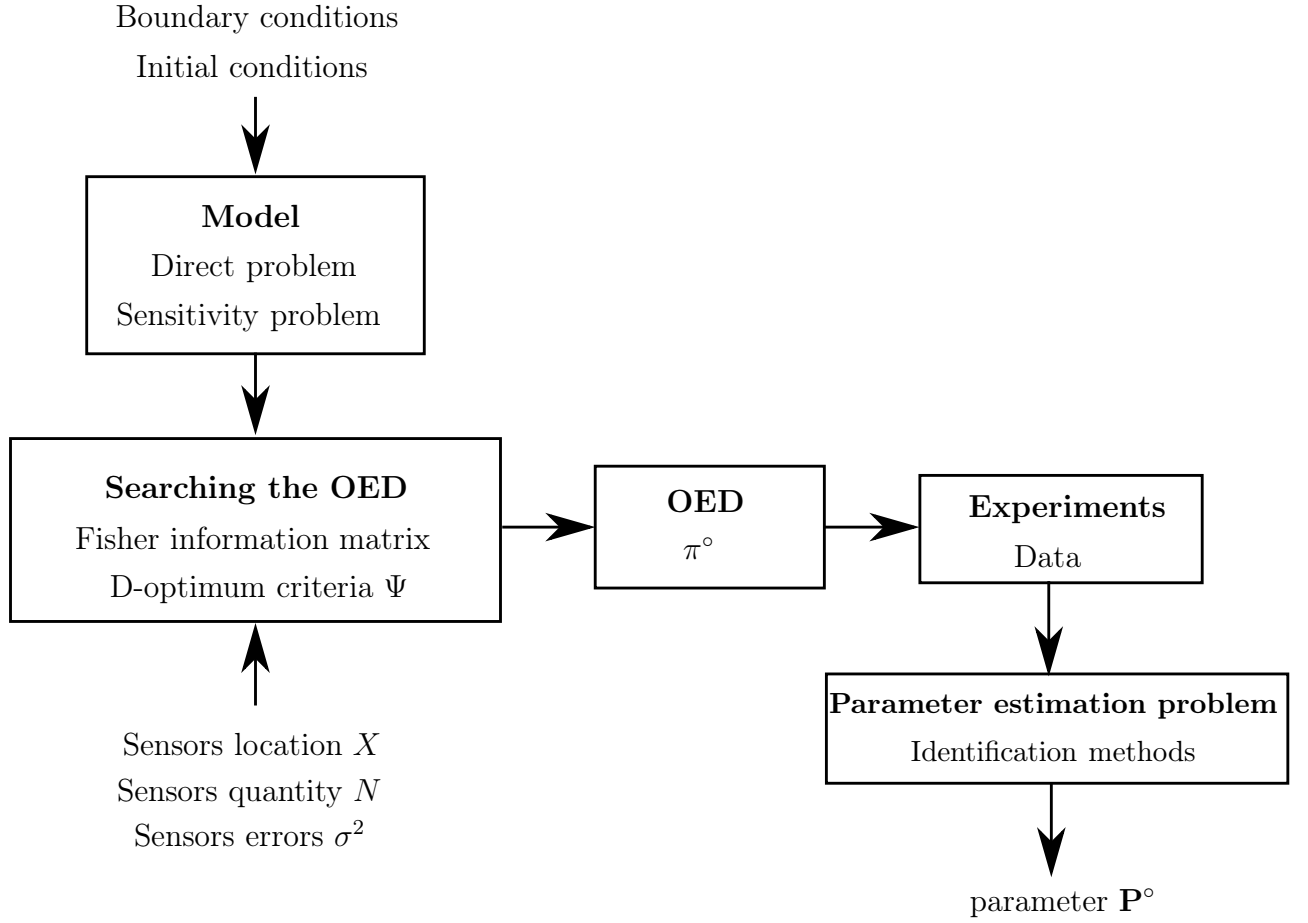 Boundary conditions
Initial conditions
Model
Direct problem
Sensitivity problem
Searching the OED
Fisher information matrix
D-optimum criteria Ψ
OED
π°
Experiments
Data
Parameter estimation problem
Identification methods
Sensors location X
Sensors quantity N
Sensors errors σ²
parameter P°